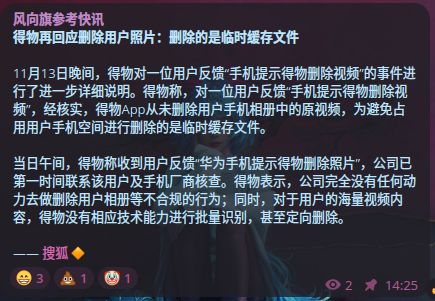 风向旗参考快讯
得物再回应删除用户照片：删除的是临时缓存文件
11月13日晚间，得物对一位用户反馈“手机提示得物删除视频”的事件进
行了进一步详细说明。得物称，对一位用户反馈“手机提示得物删除视
频”，经核实，得物App从未删除用户手机相册中的原视频，为避免占
用用户手机空间进行删除的是临时缓存文件。
当日午间，得物称收到用户反馈“华为手机提示得物删除照片”，公司已
第一时间联系该用户及手机厂商核查。得物表示，公司完全没有任何动
力去做删除用户相册等不合规的行为；同时，对于用户的海量视频内
容，得物没有相应技术能力进行批量识别，甚至定向删除。
—— 搜狐🔶
😁 3 💩 1 🤡 1 2 14:25